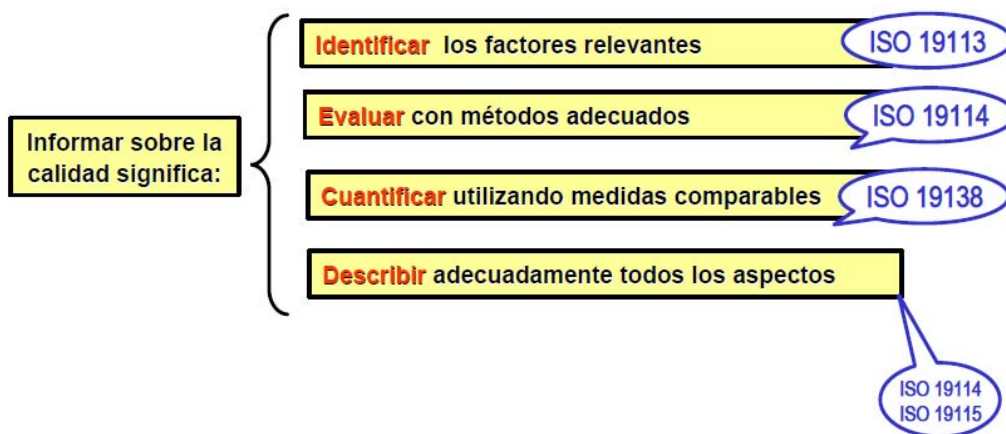 Informar sobre la
calidad significa:
Identificar los factores relevantes
ISO 19113
Evaluar con métodos adecuados
ISO 19114
Cuantificar utilizando medidas comparables
ISO 19138
Describir adecuadamente todos los aspectos
ISO 19114
ISO 19115